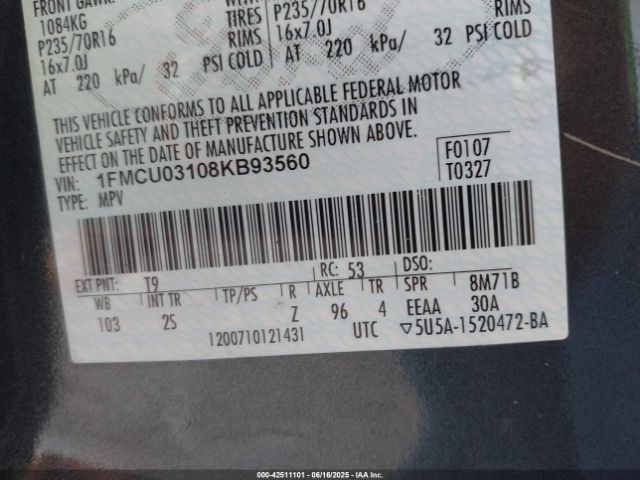 FRONT GAWR:
1084KG
P235/70R16
16x7.0J
AT 220 kPa/ 32 PSI COLD
WITH
TIRES P235/70R16
RIMS 16x7.0J
AT 220 kPa/ 32 PSI COLD
RIMS
THIS VEHICLE CONFORMS TO ALL APPLICABLE FEDERAL MOTOR
VEHICLE SAFETY AND THEFT PREVENTION STANDARDS IN
EFFECT ON THE DATE OF MANUFACTURE SHOWN ABOVE.
VIN: 1FMCU03108KB93560
TYPE: MPV
F0107
T0327
EXT PNT: T9 RC: 53 DSO:
WB INT TR TP/PS R AXLE TR SPR 8M71B
103 2S Z 96 4 EEAA 30A
1200710121431 UTC ▽5U5A-1520472-BA
000-42511101 - 06/16/2025 - IAA Inc.